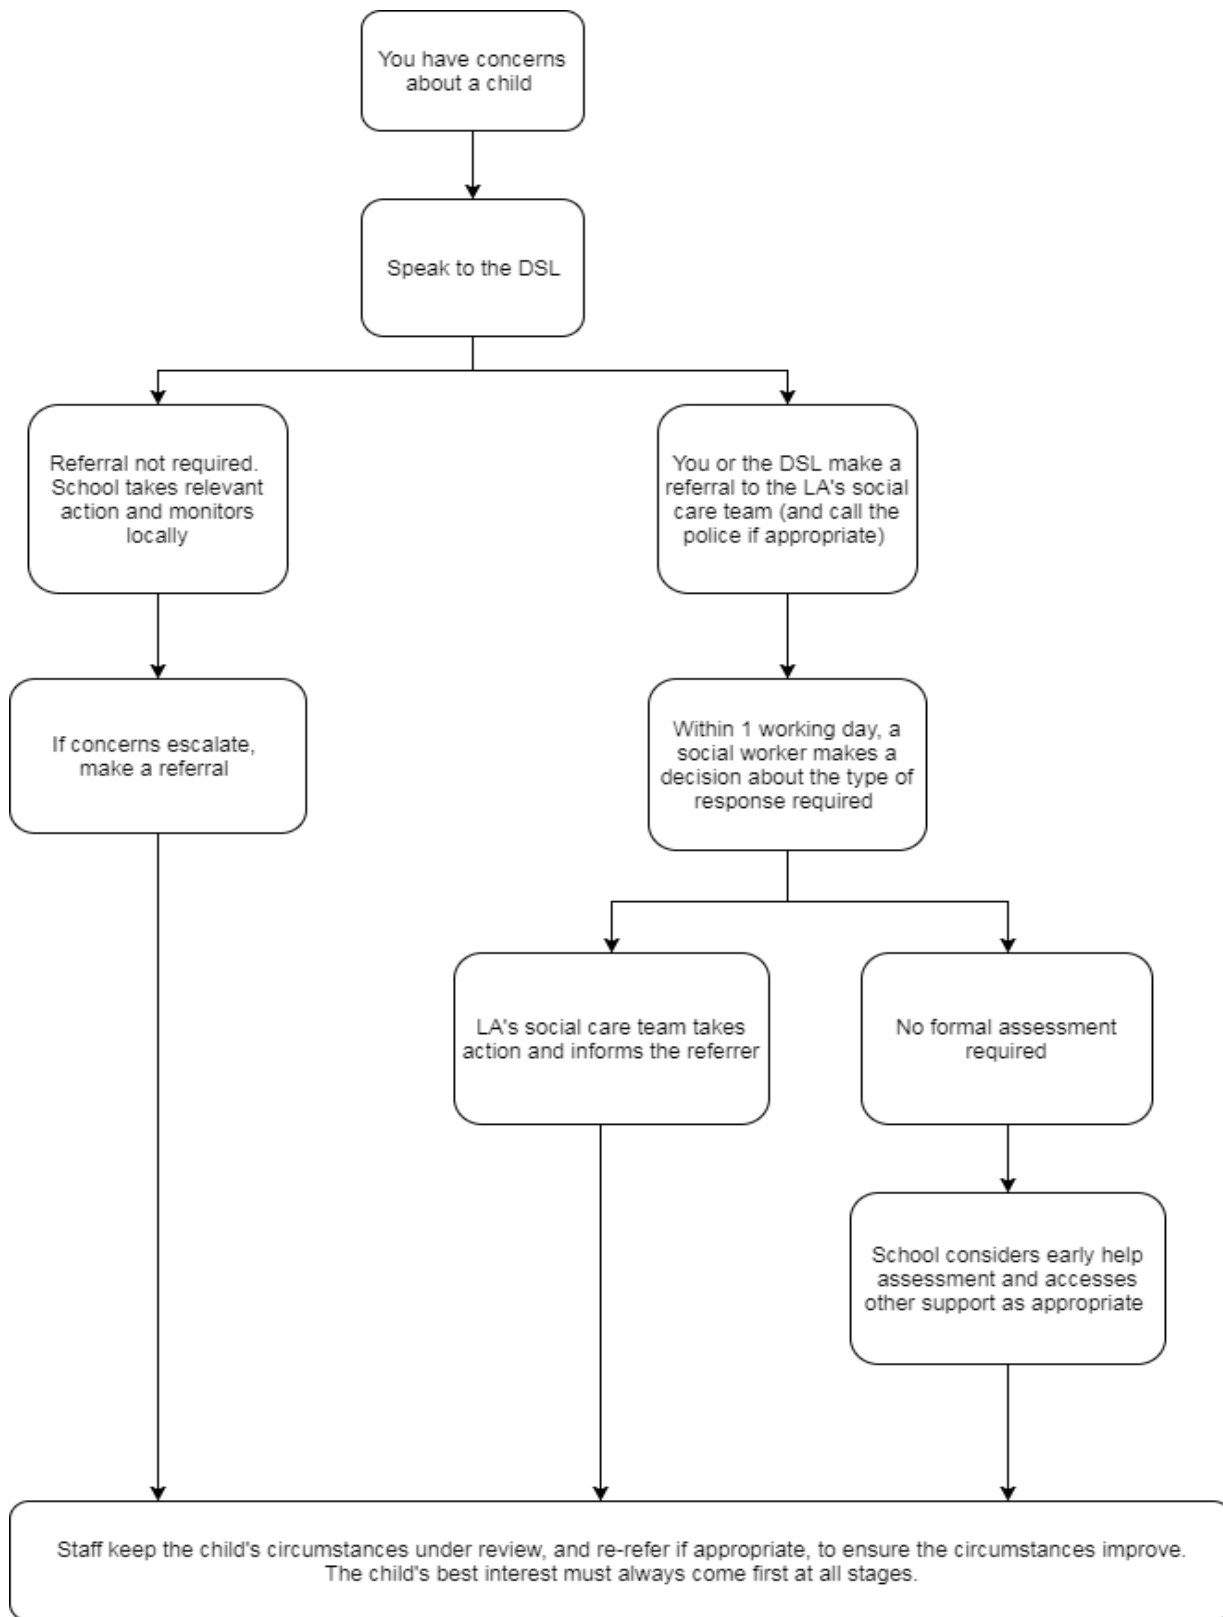 You have concerns
about a child
Speak to the DSL
Referral not required.
School takes relevant
action and monitors
locally
You or the DSL make a
referral to the LA's social
care team (and call the
police if appropriate)
If concerns escalate,
make a referral
Within 1 working day, a
social worker makes a
decision about the type of
response required
LA's social care team takes
action and informs the referrer
No formal assessment
required
School considers early help
assessment and accesses
other support as appropriate
Staff keep the child's circumstances under review, and re-refer if appropriate, to ensure the circumstances improve.
The child's best interest must always come first at all stages.